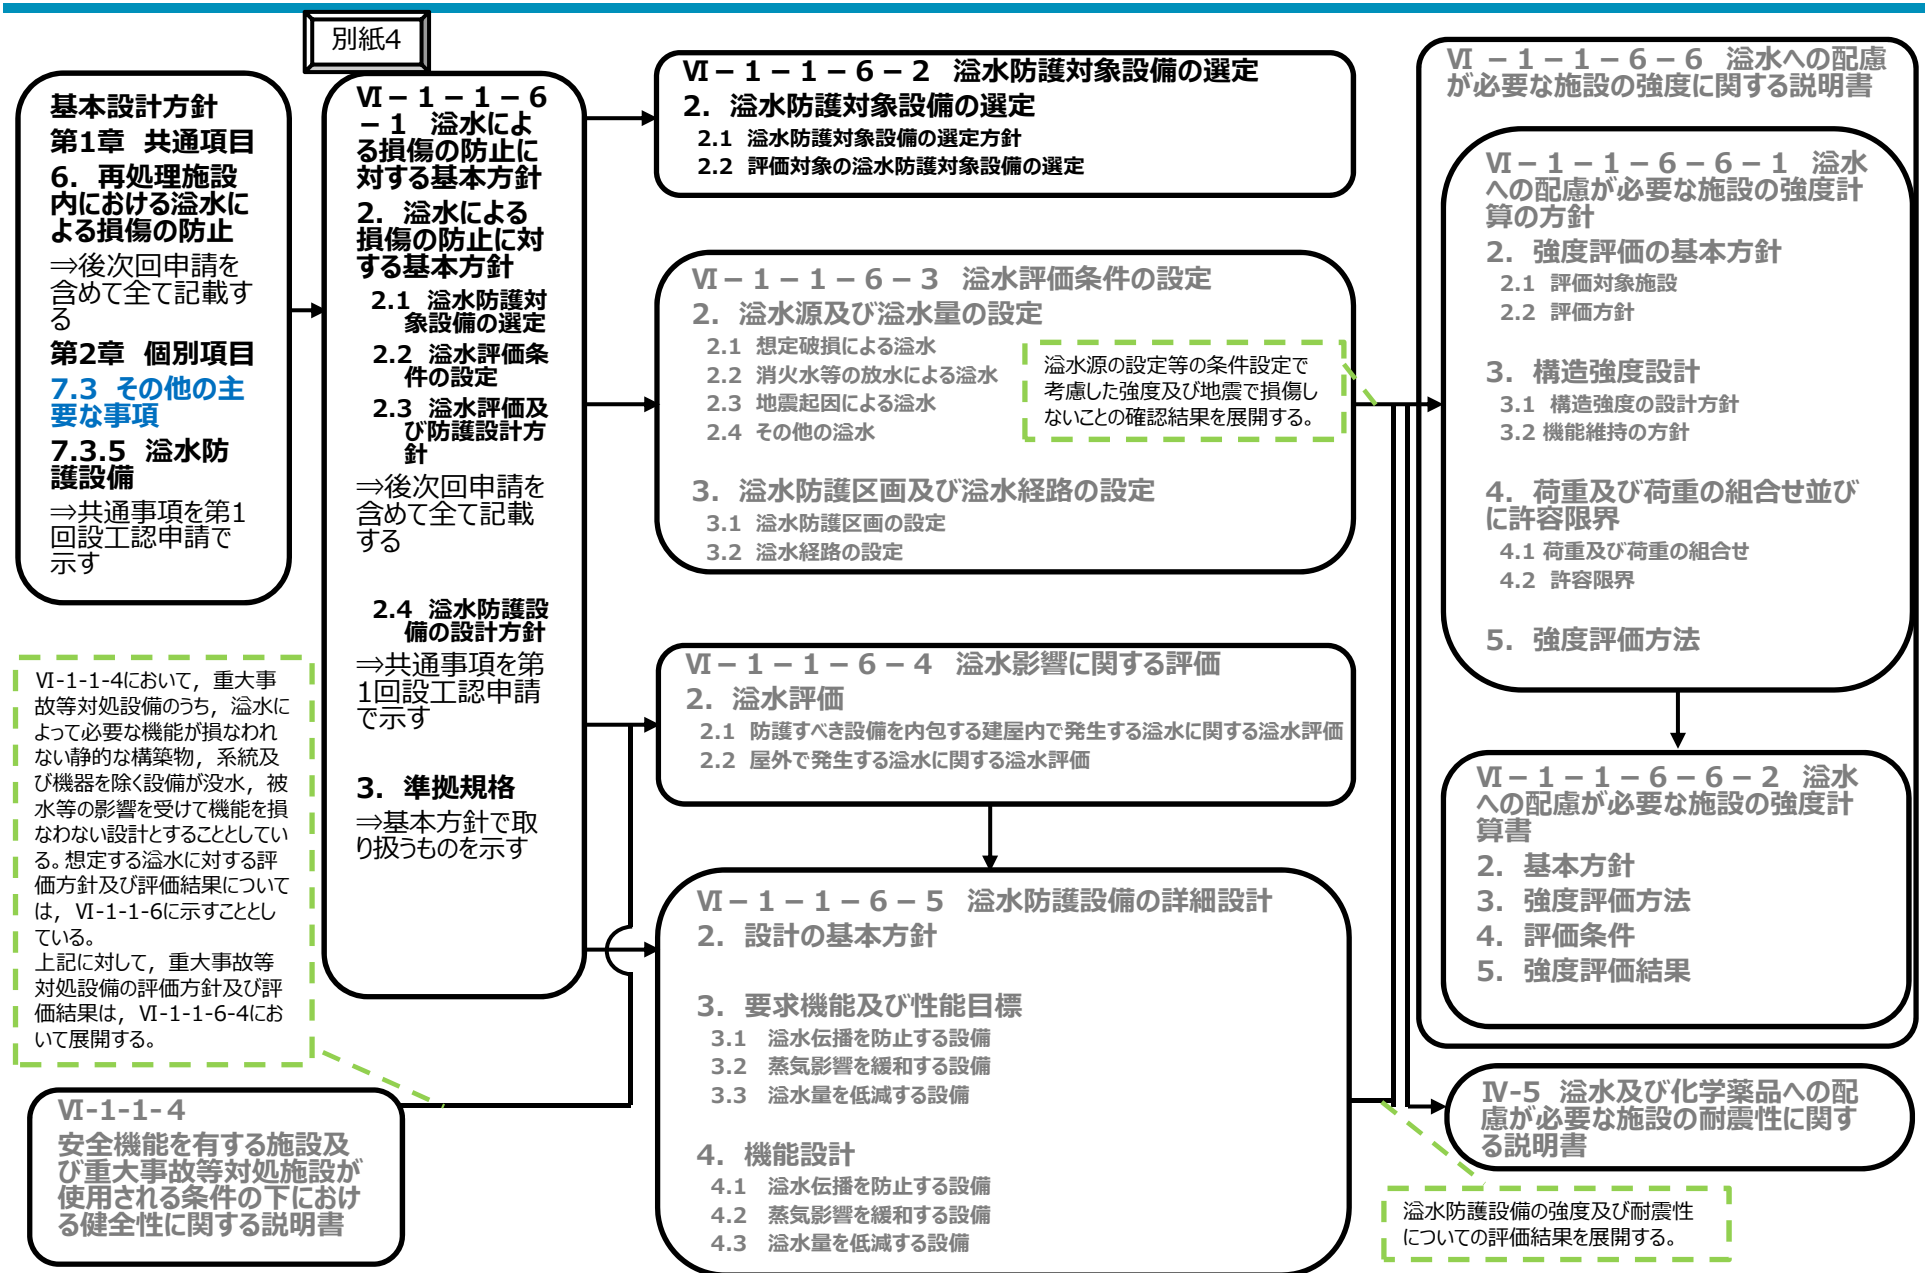 別紙4
基本設計方針
第1章 共通項目
6. 再処理施設
内における溢水に
よる損傷の防止
⇒後次回申請を
含めて全て記載す
る
第2章 個別項目
7.3 その他の主
要な事項
7.3.5 溢水防
護設備
⇒共通事項を第1
回設工認申請で
示す
Ⅵ－１－１－６
－１ 溢水によ
る損傷の防止に
対する基本方針
2. 溢水による
損傷の防止に対
する基本方針
2.1 溢水防護対
象設備の選定
2.2 溢水評価条
件の設定
2.3 溢水評価及
び防護設計方
針
⇒後次回申請を
含めて全て記載
する
2.4 溢水防護設
備の設計方針
⇒共通事項を第
1回設工認申請
で示す
3. 準拠規格
⇒基本方針で取
り扱うものを示す
Ⅵ－１－１－６－２ 溢水防護対象設備の選定
2. 溢水防護対象設備の選定
2.1 溢水防護対象設備の選定方針
2.2 評価対象の溢水防護対象設備の選定
Ⅵ－１－１－６－３ 溢水評価条件の設定
2. 溢水源及び溢水量の設定
2.1 想定破損による溢水
2.2 消火水等の放水による溢水
2.3 地震起因による溢水
2.4 その他の溢水
3. 溢水防護区画及び溢水経路の設定
3.1 溢水防護区画の設定
3.2 溢水経路の設定
溢水源の設定等の条件設定で
考慮した強度及び地震で損傷し
ないことの確認結果を展開する。
Ⅵ－１－１－６－４ 溢水影響に関する評価
2. 溢水評価
2.1 防護すべき設備を内包する建屋内で発生する溢水に関する溢水評価
2.2 屋外で発生する溢水に関する溢水評価
Ⅵ－１－１－６－５ 溢水防護設備の詳細設計
2. 設計の基本方針
3. 要求機能及び性能目標
3.1 溢水伝播を防止する設備
3.2 蒸気影響を緩和する設備
3.3 溢水量を低減する設備
4. 機能設計
4.1 溢水伝播を防止する設備
4.2 蒸気影響を緩和する設備
4.3 溢水量を低減する設備
Ⅵ－１－１－６－６ 溢水への配慮
が必要な施設の強度に関する説明書
Ⅵ－１－１－６－６－１ 溢水
への配慮が必要な施設の強度計
算の方針
2. 強度評価の基本方針
2.1 評価対象施設
2.2 評価方針
3. 構造強度設計
3.1 構造強度の設計方針
3.2 機能維持の方針
4. 荷重及び荷重の組合せ並び
に許容限界
4.1 荷重及び荷重の組合せ
4.2 許容限界
5. 強度評価方法
Ⅵ－１－１－６－６－２ 溢水
への配慮が必要な施設の強度計
算書
2. 基本方針
3. 強度評価方法
4. 評価条件
5. 強度評価結果
Ⅳ-5 溢水及び化学薬品への配
慮が必要な施設の耐震性に関す
る説明書
溢水防護設備の強度及び耐震性
についての評価結果を展開する。
Ⅵ-1-1-4において，重大事
故等対処設備のうち，溢水に
よって必要な機能が損なわれ
ない静的な構築物，系統及
び機器を除く設備が没水，被
水等の影響を受けて機能を損
なわない設計とすることとしてい
る。想定する溢水に対する評
価方針及び評価結果について
は，Ⅵ-1-1-6に示すこととし
ている。
上記に対して，重大事故等
対処設備の評価方針及び評
価結果は，Ⅵ-1-1-6-4にお
いて展開する。
Ⅵ-1-1-４
安全機能を有する施設及
び重大事故等対処施設が
使用される条件の下におけ
る健全性に関する説明書